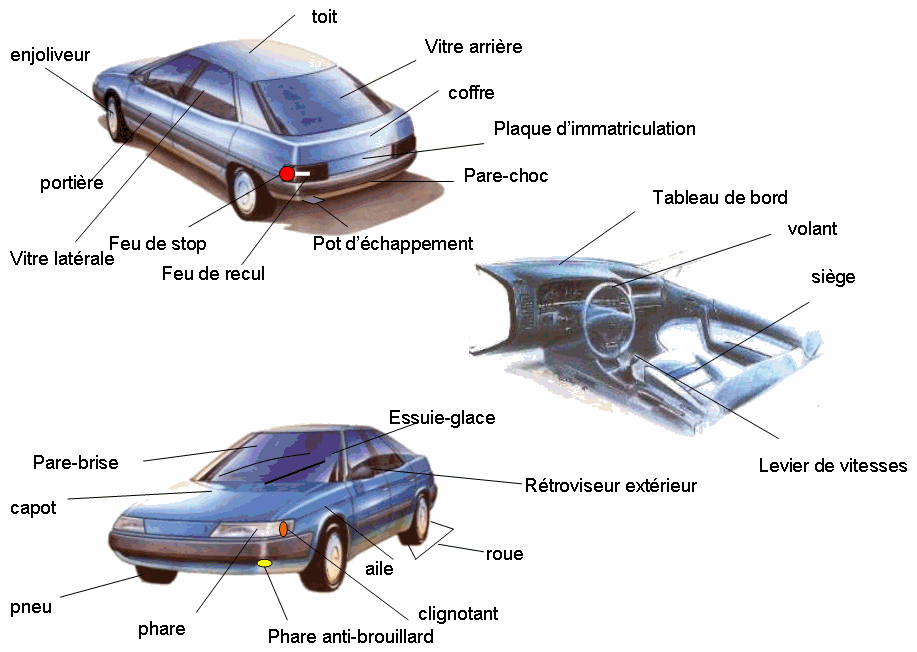 toit
enjoliveur
Vitre arrière
coffre
Plaque d’immatriculation
portière
Pare-choc
Tableau de bord
volant
Feu de stop
Pot d’échappement
Vitre latérale
Feu de recul
siège
Essuie-glace
Pare-brise
Levier de vitesses
Rétroviseur extérieur
capot
roue
aile
pneu
clignotant
phare
Phare anti-brouillard